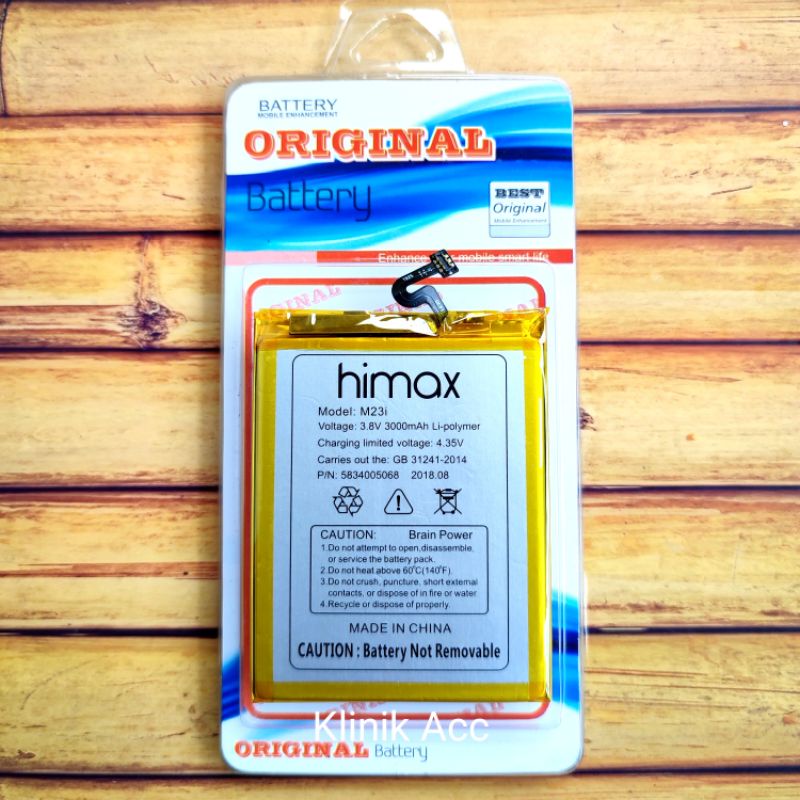 BATTERY
MOBILE ENHANCEMENT
ORIGINAL
Battery
BEST
Original
Mobile Enhancement
Enhance mobile smart life
ORIGINAL
himax
Model: M23i
Voltage: 3.8V 3000mAh Li-polymer
Charging limited voltage: 4.35V
Carries out the: GB 31241-2014
P/N: 5834005068 2018.08
CAUTION: Brain Power
1.Do not attempt to open,disassemble,
or service the battery pack.
2.Do not heat above 60°C(140°F).
3.Do not crush, puncture, short external
contacts, or dispose of in fire or water
4.Recycle or dispose of properly.
MADE IN CHINA
CAUTION : Battery Not Removable
Klinik Acc
ORIGINAL Battery